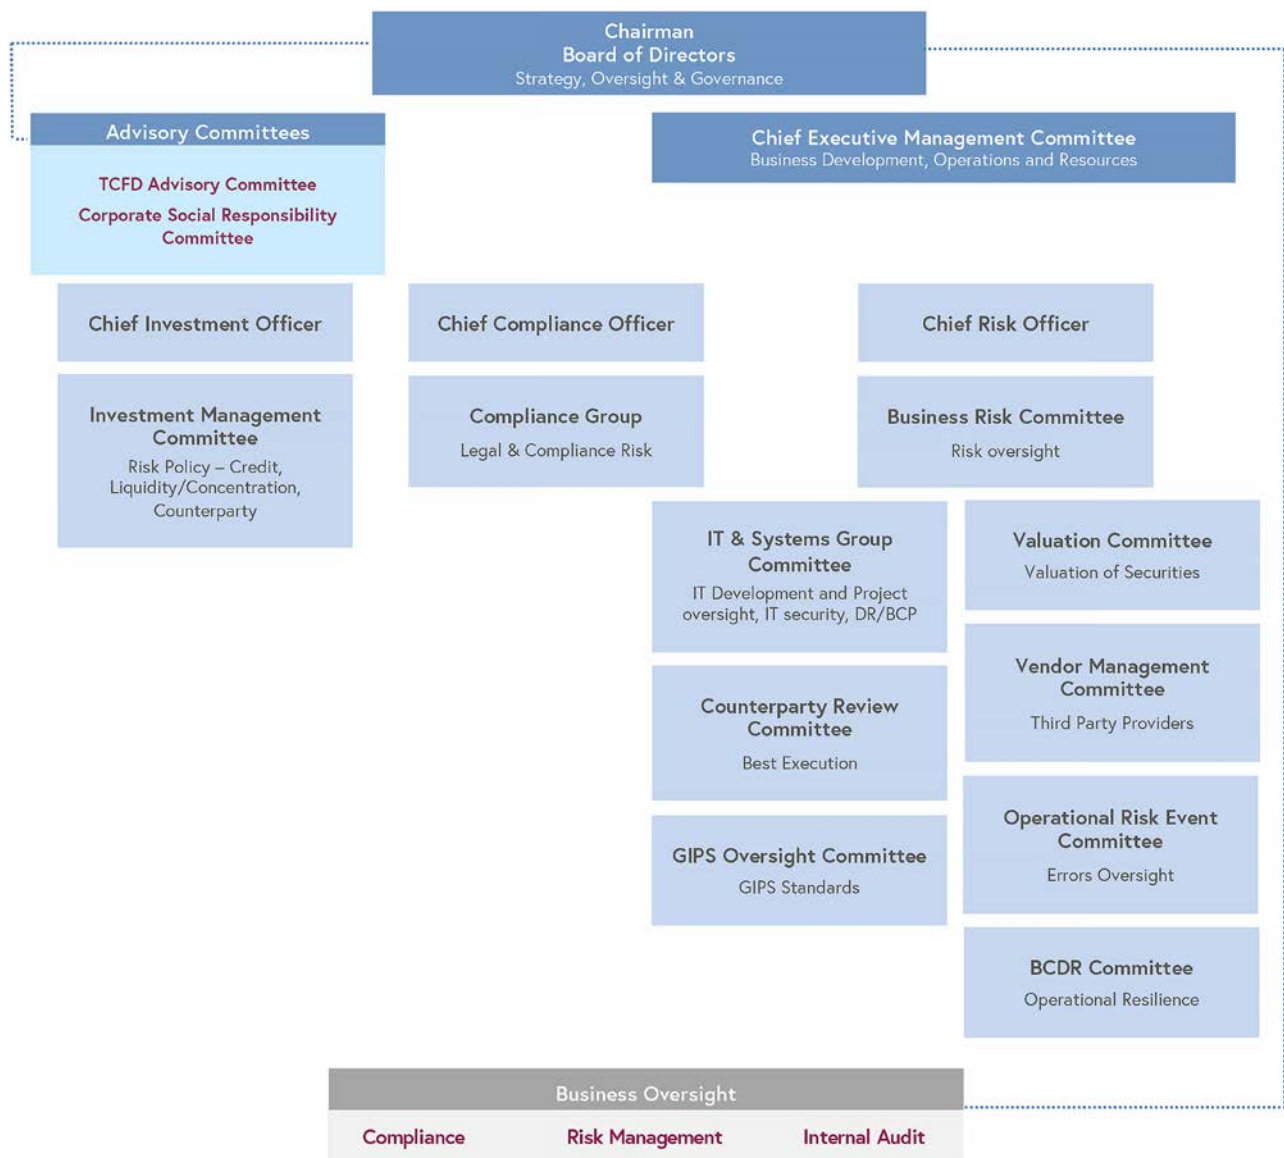 Chairman
Board of Directors
Strategy, Oversight & Governance
Advisory Committees
TCFD Advisory Committee
Corporate Social Responsibility
Committee
Chief Executive Management Committee
Business Development, Operations and Resources
Chief Investment Officer
Chief Compliance Officer
Chief Risk Officer
Investment Management
Committee
Risk Policy – Credit,
Liquidity/Concentration,
Counterparty
Compliance Group
Legal & Compliance Risk
Business Risk Committee
Risk oversight
IT & Systems Group
Committee
IT Development and Project
oversight, IT security, DR/BCP
Valuation Committee
Valuation of Securities
Counterparty Review
Committee
Best Execution
Vendor Management
Committee
Third Party Providers
GIPS Oversight Committee
GIPS Standards
Operational Risk Event
Committee
Errors Oversight
BCDR Committee
Operational Resilience
Business Oversight
Compliance Risk Management Internal Audit